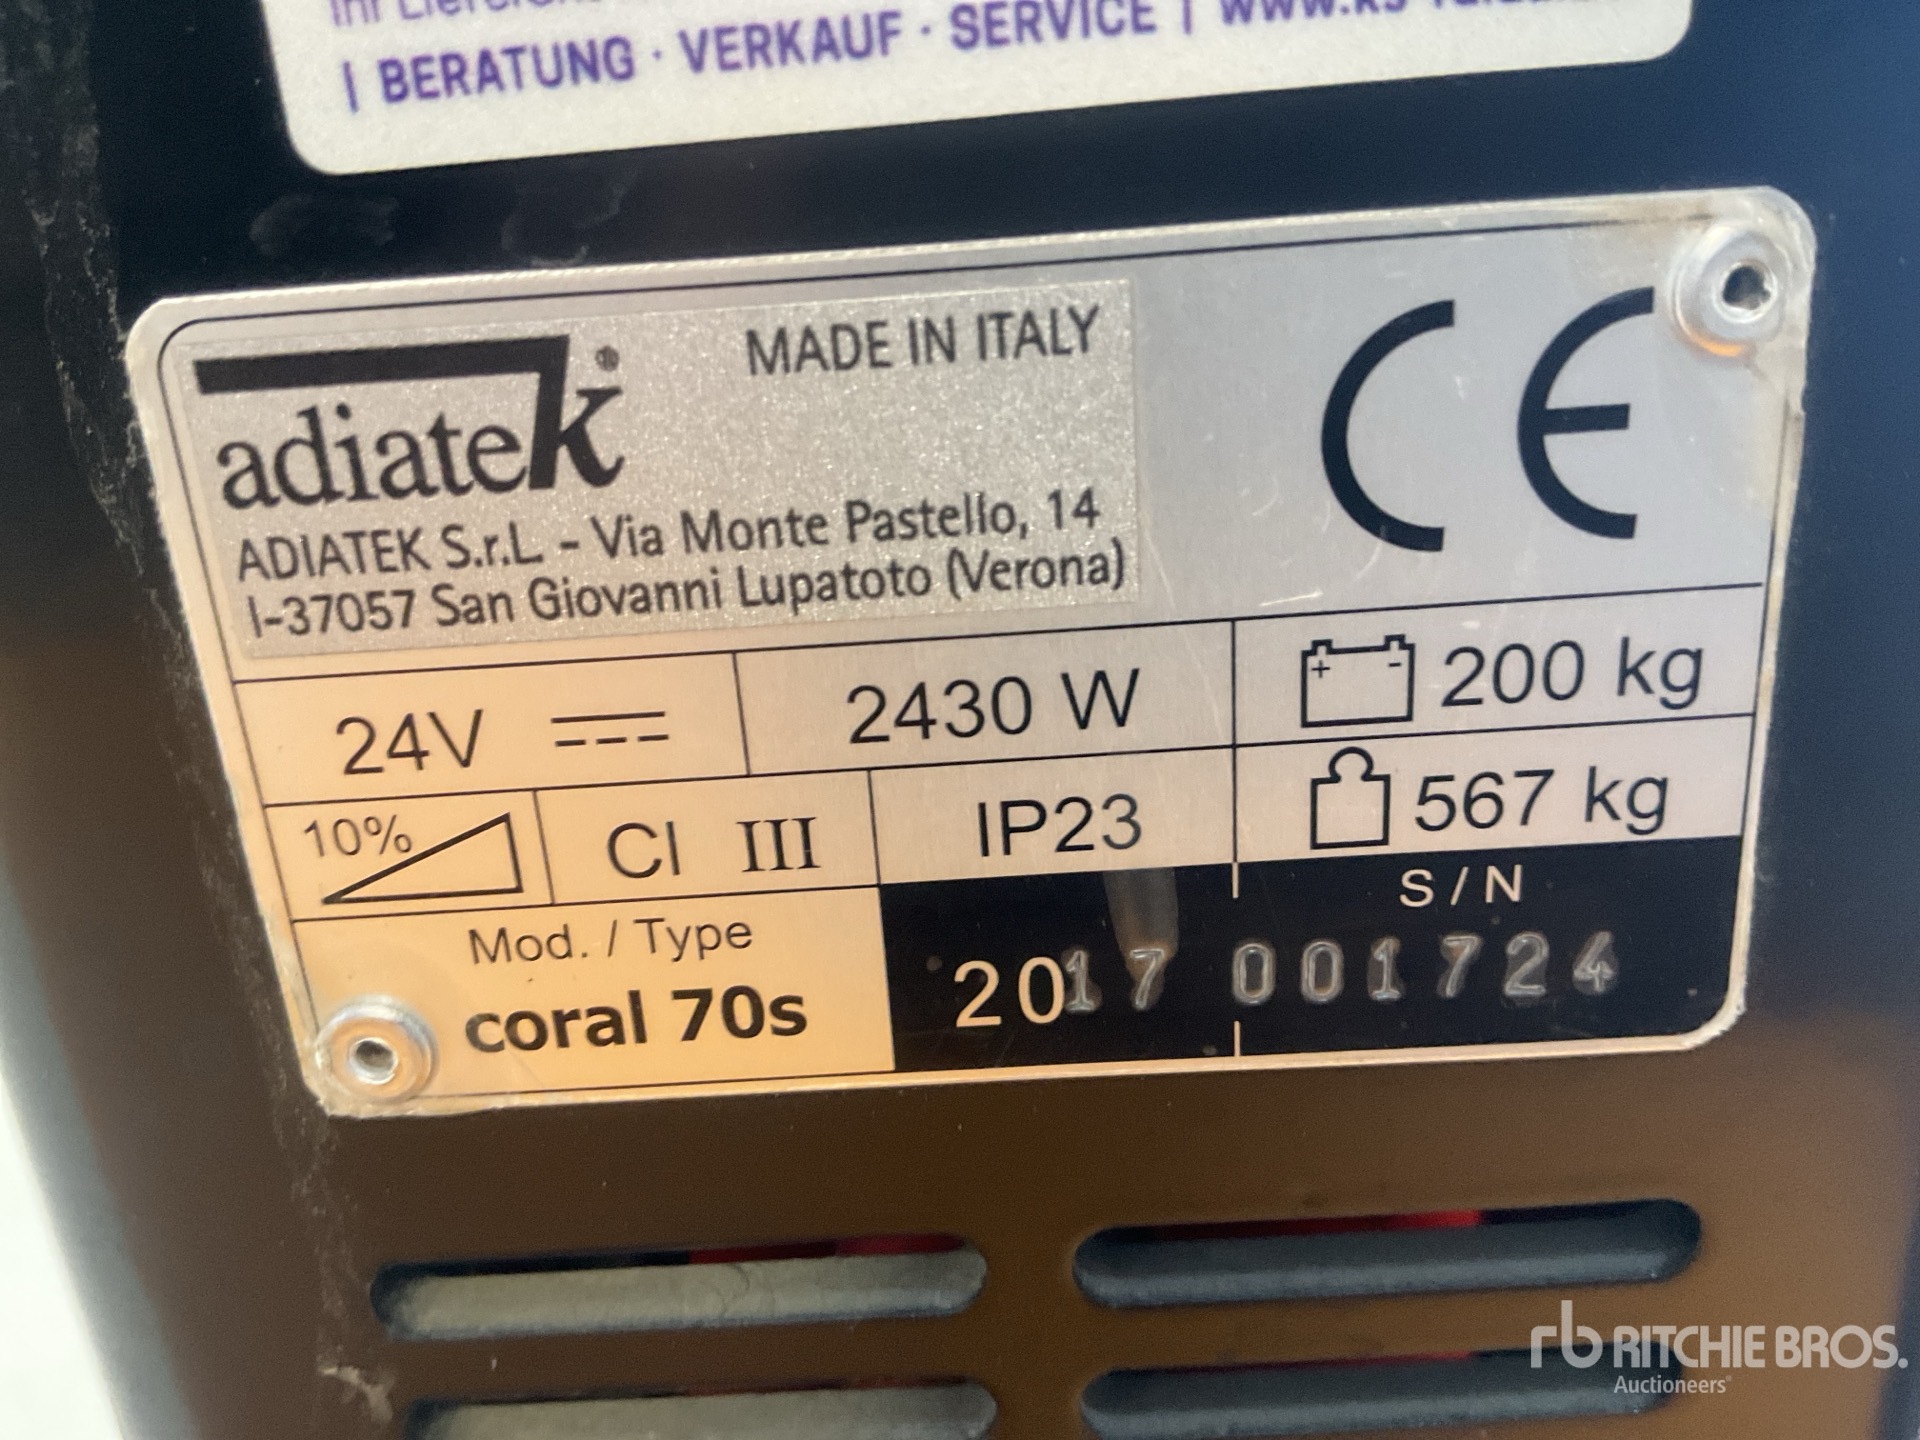 | BERATUNG · VERKAUF · SERVICE |
adiatek®
MADE IN ITALY
CE
ADIATEK S.r.L - Via Monte Pastello, 14
I-37057 San Giovanni Lupatoto (Verona)
24V
2430 W
+ - 200 kg
10%
Cl III
IP23
567 kg
Mod. / Type
coral 70s
S / N
2017 001724
rb RITCHIE BROS.
Auctioneers